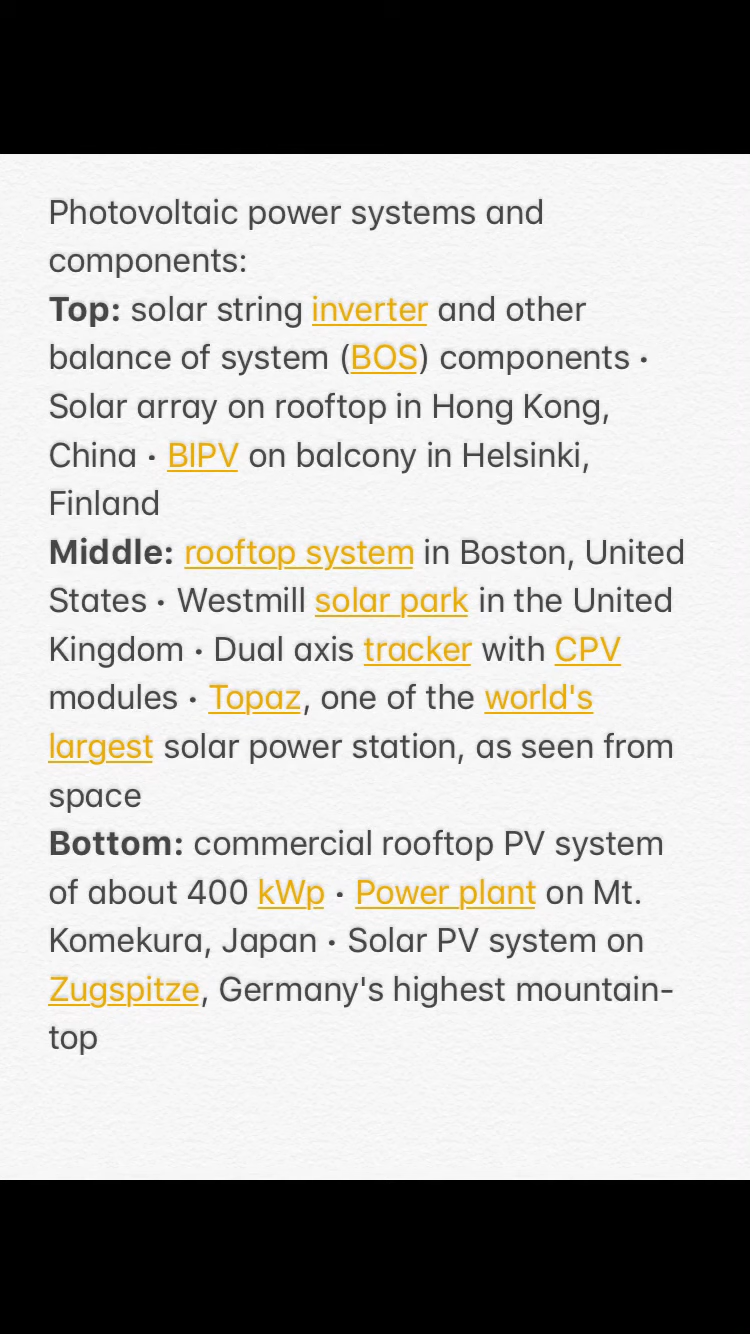 Photovoltaic power systems and
components:
Top: solar string inverter and other
balance of system (BOS) components •
Solar array on rooftop in Hong Kong,
China • BIPV on balcony in Helsinki,
Finland
Middle: rooftop system in Boston, United
States • Westmill solar park in the United
Kingdom • Dual axis tracker with CPV
modules • Topaz, one of the world's
largest solar power station, as seen from
space
Bottom: commercial rooftop PV system
of about 400 kWp • Power plant on Mt.
Komekura, Japan • Solar PV system on
Zugspitze, Germany's highest mountain-
top